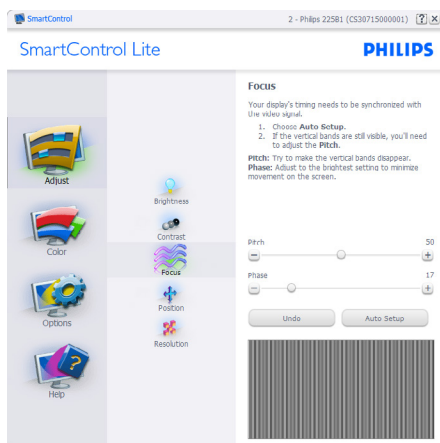 SmartControl
2 - Philips 225B1 (CS30715000001)
SmartControl Lite
PHILIPS
Adjust
Color
Options
Help
Brightness
Contrast
Focus
Position
Resolution
Focus
Your display's timing needs to be synchronized with
the video signal.
1. Choose Auto Setup.
2. If the vertical bands are still visible, you'll need
to adjust the Pitch.
Pitch: Try to make the vertical bands disappear.
Phase: Adjust to the brightest setting to minimize
movement on the screen.
Pitch 50
Phase 17
Undo Auto Setup